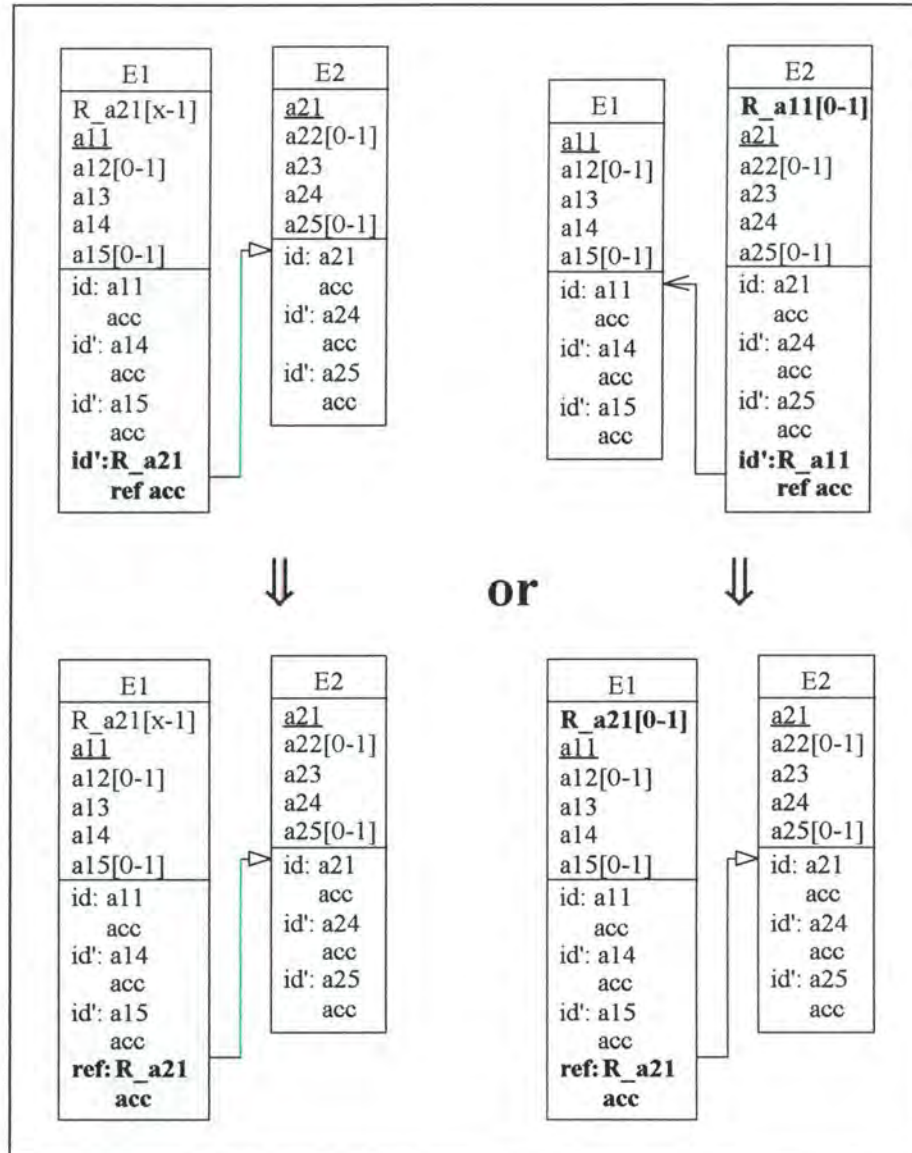 E1
R_a21[x-1]
a11
a12[0-1]
a13
a14
a15[0-1]
id: a11
acc
id': a14
acc
id': a15
acc
id':R_a21
ref acc
E2
a21
a22[0-1]
a23
a24
a25[0-1]
id: a21
acc
id': a24
acc
id': a25
acc
E1
a11
a12[0-1]
a13
a14
a15[0-1]
id: a11
acc
id': a14
acc
id': a15
acc
E2
R_a11[0-1]
a21
a22[0-1]
a23
a24
a25[0-1]
id: a21
acc
id': a24
acc
id': a25
acc
id':R_a11
ref acc
⇓ or ⇓
E1
R_a21[x-1]
a11
a12[0-1]
a13
a14
a15[0-1]
id: a11
acc
id': a14
acc
id': a15
acc
ref: R_a21
acc
E2
a21
a22[0-1]
a23
a24
a25[0-1]
id: a21
acc
id': a24
acc
id': a25
acc
E1
R_a21[0-1]
a11
a12[0-1]
a13
a14
a15[0-1]
id: a11
acc
id': a14
acc
id': a15
acc
ref: R_a21
acc
E2
a21
a22[0-1]
a23
a24
a25[0-1]
id: a21
acc
id': a24
acc
id': a25
acc